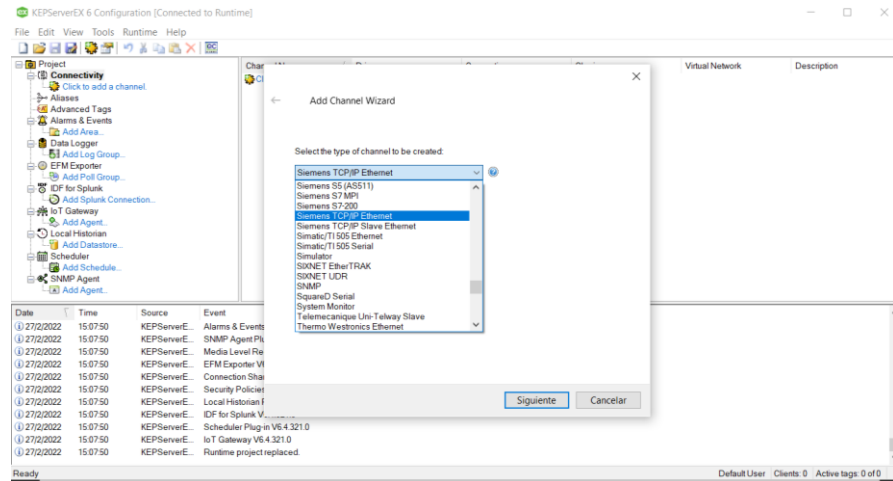 KEPServerEX 6 Configuration [Connected to Runtime]
File Edit View Tools Runtime Help
Project
Connectivity
Click to add a channel.
Aliases
Advanced Tags
Alarms & Events
Add Area...
Data Logger
Add Log Group...
EFM Exporter
Add Poll Group...
IDF for Splunk
Add Splunk Connection...
IoT Gateway
Add Agent...
Local Historian
Add Datastore...
Scheduler
Add Schedule...
SNMP Agent
Add Agent...
Virtual Network Description
Add Channel Wizard
Select the type of channel to be created:
Siemens TCP/IP Ethernet
Siemens S5 (AS511)
Siemens S7 MPI
Siemens S7-200
Siemens TCP/IP Ethernet
Siemens TCP/IP Slave Ethernet
Simatic/TI 505 Ethernet
Simatic/TI 505 Serial
Simulator
SIXNET EtherTRAK
SIXNET UDR
SNMP
SquareD Serial
System Monitor
Telemecanique Uni-Telway Slave
Thermo Westronics Ethernet
Siguiente Cancelar
Date Time Source Event
27/2/2022 15:07:50 KEPServerE... Alarms & Events
27/2/2022 15:07:50 KEPServerE... SNMP Agent Plu
27/2/2022 15:07:50 KEPServerE... Media Level Re
27/2/2022 15:07:50 KEPServerE... EFM Exporter V
27/2/2022 15:07:50 KEPServerE... Connection Sha
27/2/2022 15:07:50 KEPServerE... Security Policies
27/2/2022 15:07:50 KEPServerE... Local Historian
27/2/2022 15:07:50 KEPServerE... IDF for Splunk
27/2/2022 15:07:50 KEPServerE... Scheduler Plug-in V6.4.321.0
27/2/2022 15:07:50 KEPServerE... IoT Gateway V6.4.321.0
27/2/2022 15:07:50 KEPServerE... Runtime project replaced.
Ready Default User Clients: 0 Active tags: 0 of 0